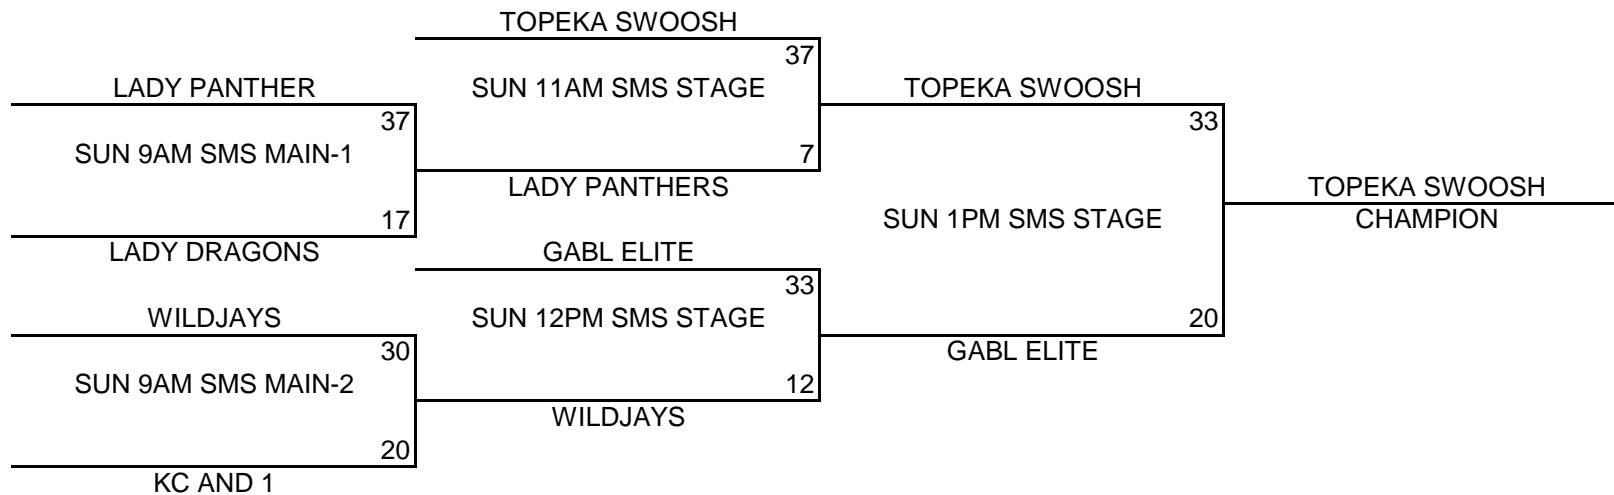 TOPEKA SWOOSH
37
LADY PANTHER
SUN 11AM SMS STAGE
TOPEKA SWOOSH
37
33
SUN 9AM SMS MAIN-1
7
LADY PANTHERS
TOPEKA SWOOSH
17
SUN 1PM SMS STAGE
CHAMPION
LADY DRAGONS
GABL ELITE
33
WILDJAYS
SUN 12PM SMS STAGE
20
30
GABL ELITE
SUN 9AM SMS MAIN-2
12
WILDJAYS
20
KC AND 1